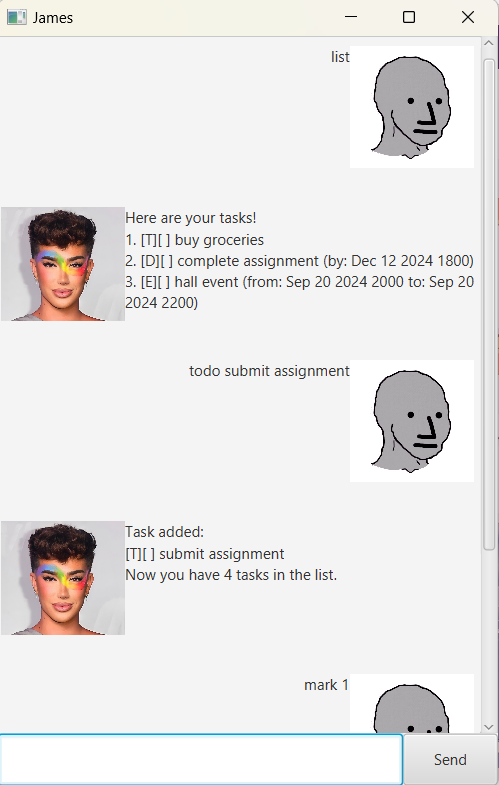 James
list
Here are your tasks!
1. [T][ ] buy groceries
2. [D][ ] complete assignment (by: Dec 12 2024 1800)
3. [E][ ] hall event (from: Sep 20 2024 2000 to: Sep 20
2024 2200)
todo submit assignment
Task added:
[T][ ] submit assignment
Now you have 4 tasks in the list.
mark 1
Send